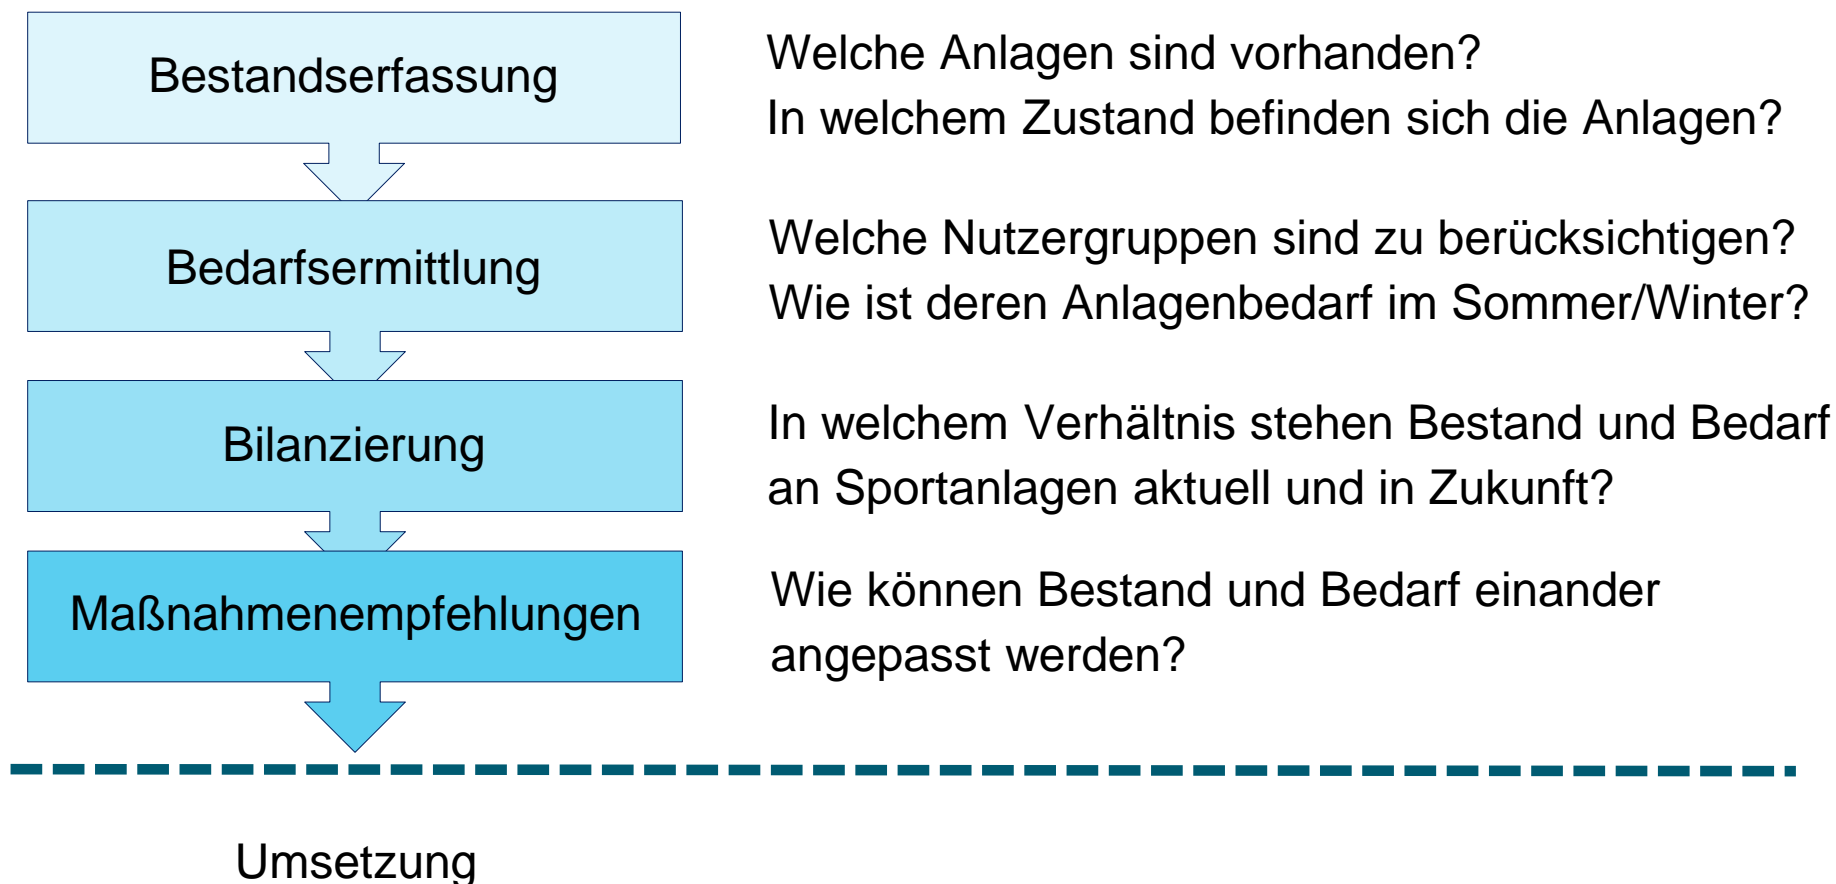 Bestandserfassung
Welche Anlagen sind vorhanden?
In welchem Zustand befinden sich die Anlagen?
Bedarfsermittlung
Welche Nutzergruppen sind zu berücksichtigen?
Wie ist deren Anlagenbedarf im Sommer/Winter?
Bilanzierung
In welchem Verhältnis stehen Bestand und Bedarf
an Sportanlagen aktuell und in Zukunft?
Maßnahmenempfehlungen
Wie können Bestand und Bedarf einander
angepasst werden?
Umsetzung